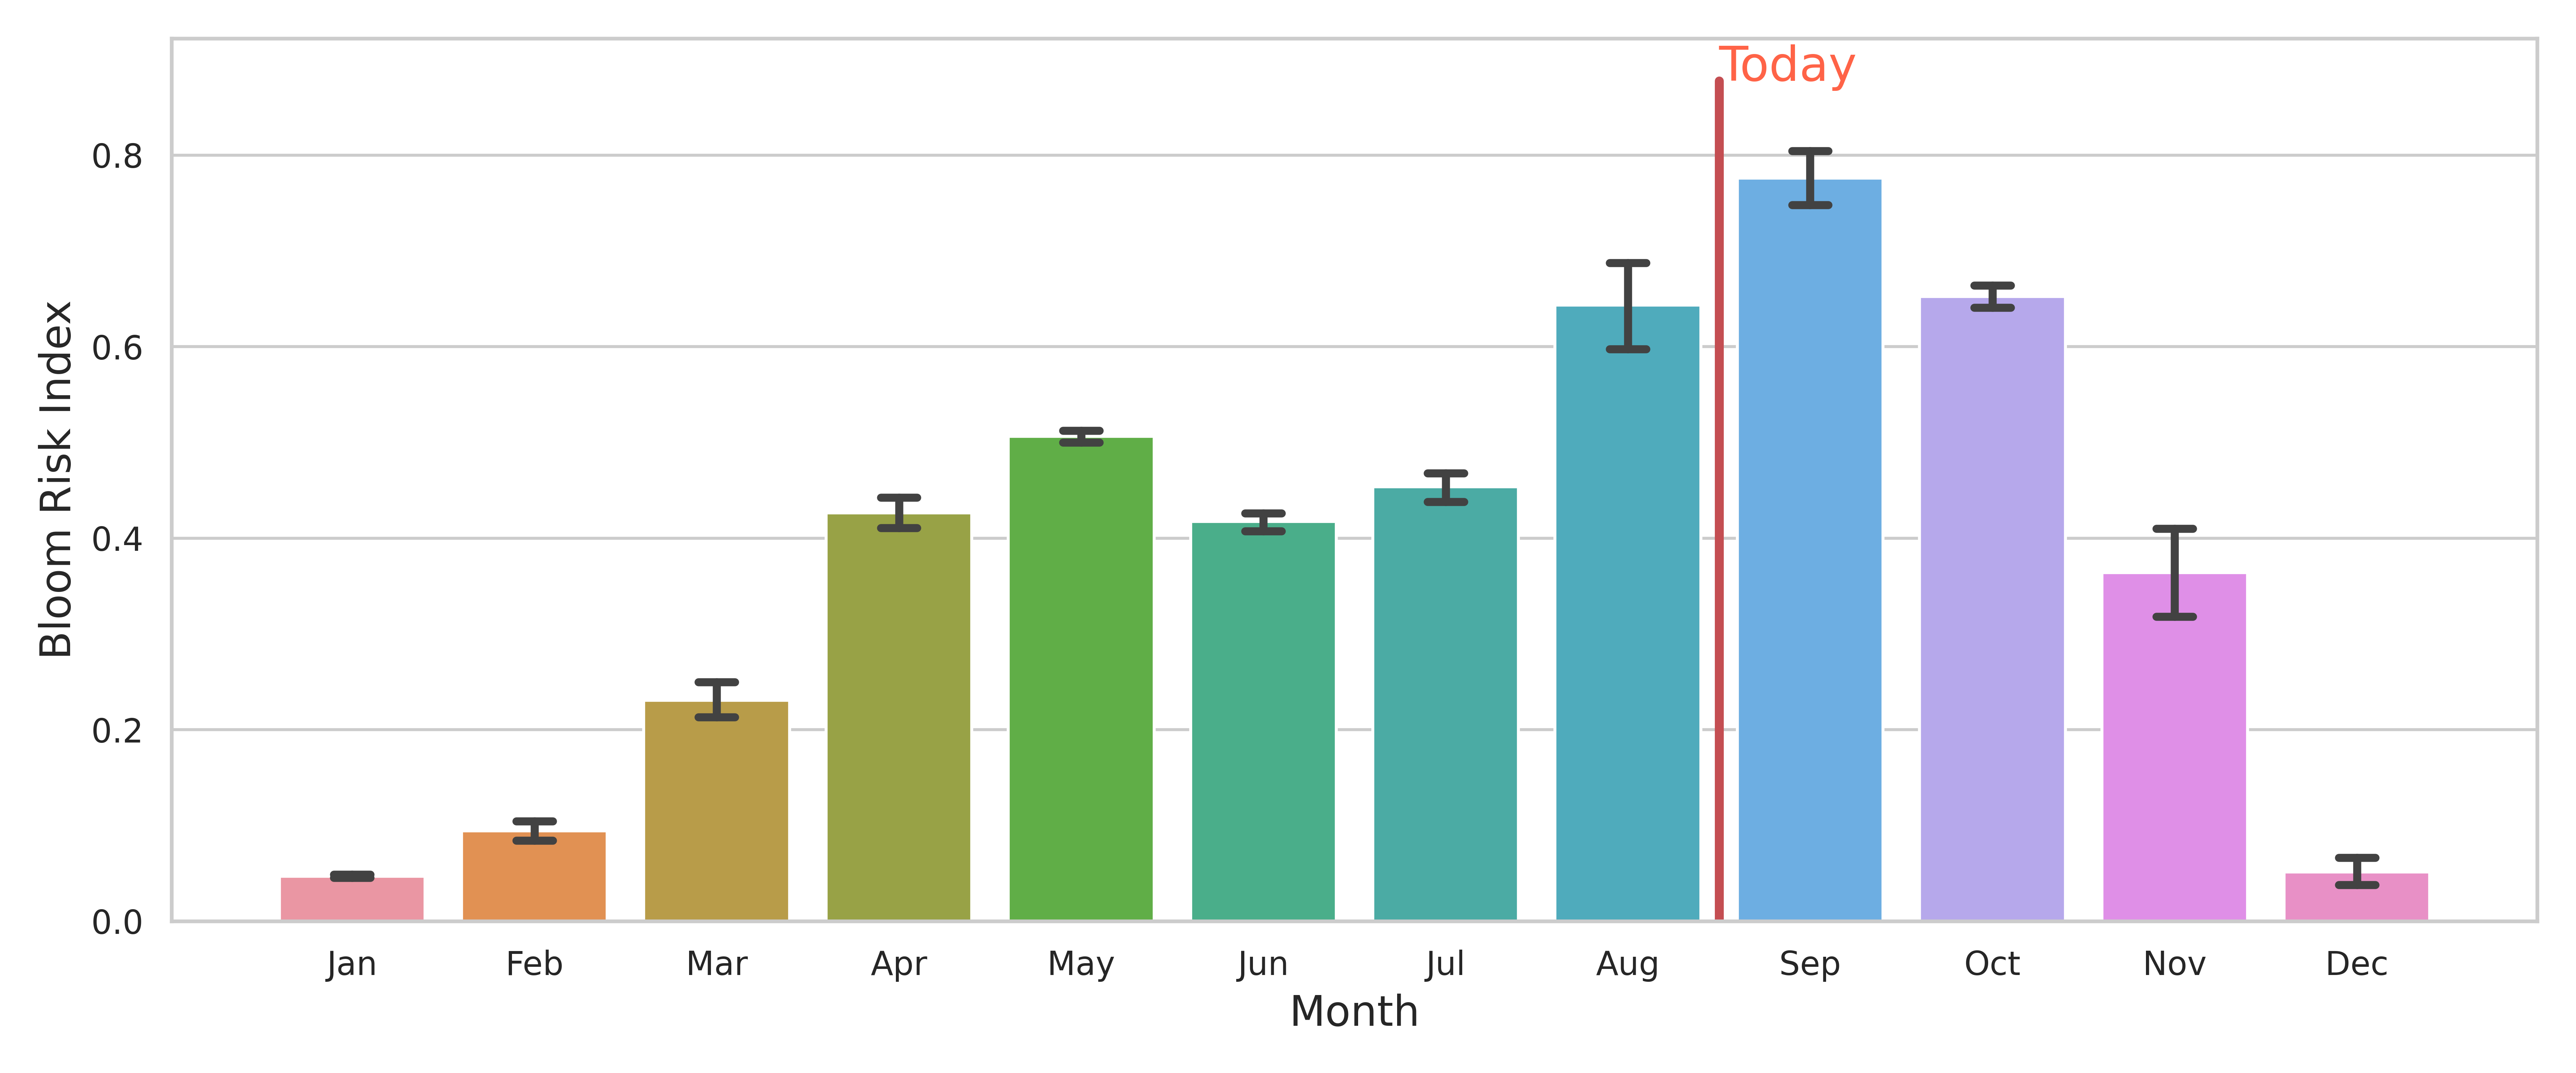 Today
Bloom Risk Index
0.8
0.6
0.4
0.2
0.0
Jan Feb Mar Apr May Jun Jul Aug Sep Oct Nov Dec
Month